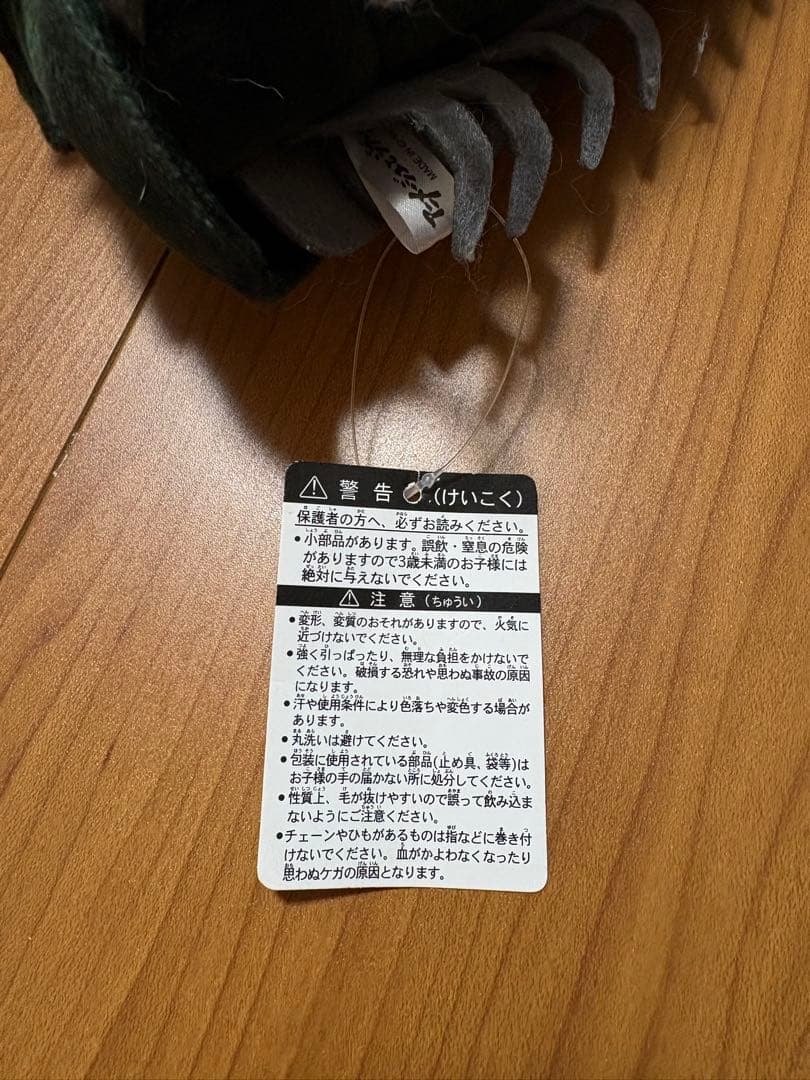 MADE IN C
警告 (けいこく)
保護者の方へ、必ずお読みください。
•小部品があります。誤飲・窒息の危険
がありますので3歳未満のお子様には
絶対に与えないでください。
注意(ちゅうい)
•変形、変質のおそれがありますので、火気に
近づけないでください。
•強く引っぱったり、無理な負担をかけないで
ください。破損する恐れや思わぬ事故の原因
になります。
•汗や使用条件により色落ちや変色する場合が
あります。
•丸洗いは避けてください。
•包装に使用されている部品(止め具、袋等)は
お子様の手の届かない所に処分してください。
•性質上、毛が抜けやすいので誤って飲み込ま
ないようにご注意ください。
•チェーンやひもがあるものは指などに巻き付
けないでください。血がかよわなくなったり
思わぬケガの原因となります。